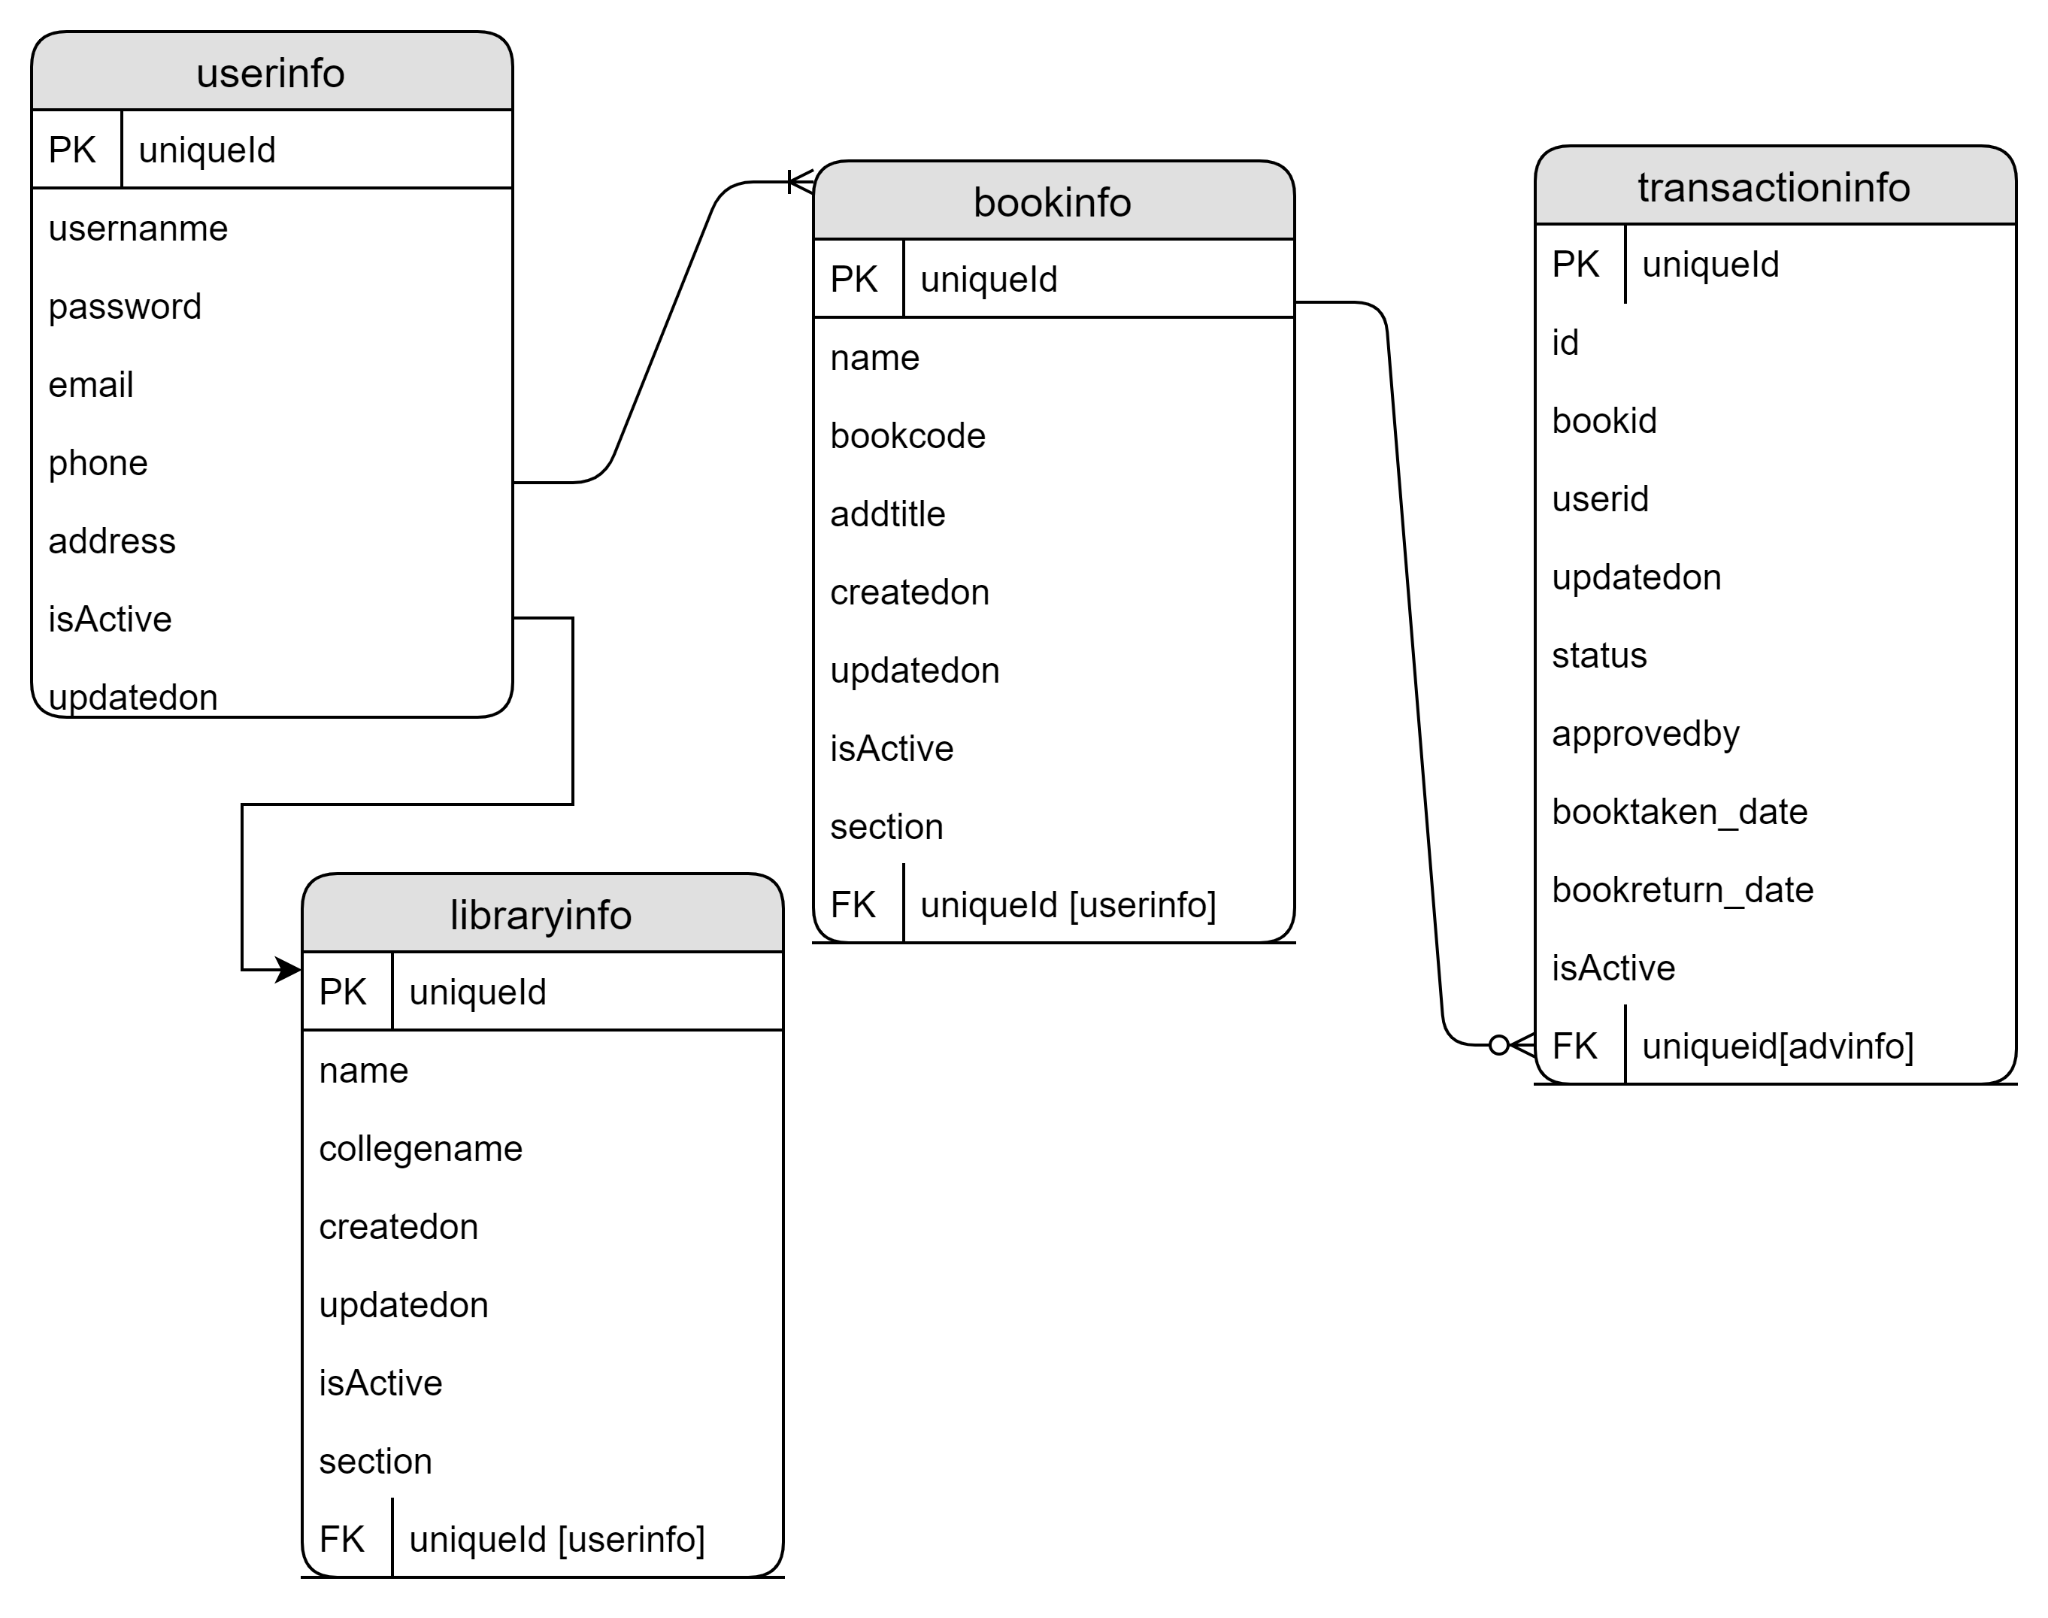 userinfo
PK uniqueId
usernanme
password
email
phone
address
isActive
updatedon
bookinfo
PK uniqueId
name
bookcode
addtitle
createdon
updatedon
isActive
section
FK uniqueId [userinfo]
transactioninfo
PK uniqueId
id
bookid
userid
updatedon
status
approvedby
booktaken_date
bookreturn_date
isActive
FK uniqueid[advinfo]
libraryinfo
PK uniqueId
name
collegename
createdon
updatedon
isActive
section
FK uniqueId [userinfo]